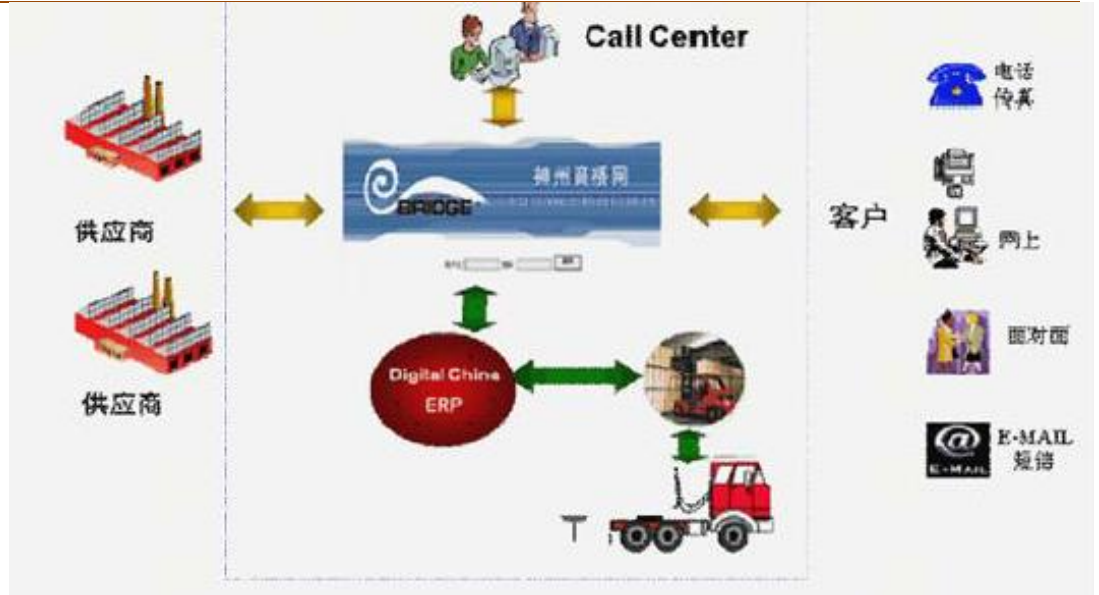 Call Center
电话
传真
神州商桥网
BRIDGE
供应商
客户
网上
Digital China
ERP
面对面
供应商
@
E-MAIL
E-MAIL
短信